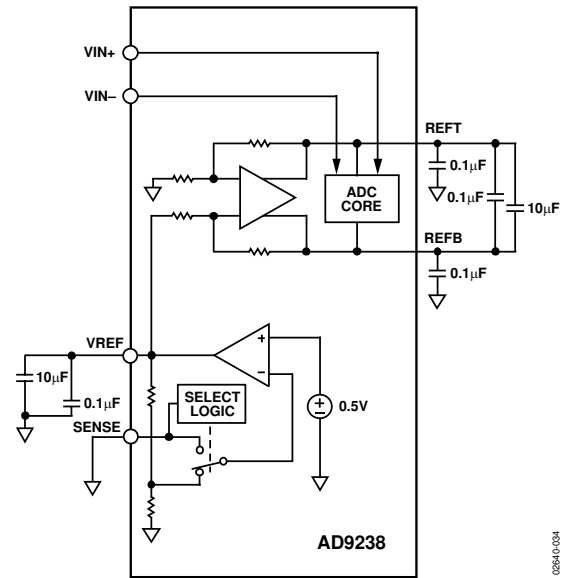 VIN+
VIN–
REFT
0.1µF
ADC
CORE
0.1µF
10µF
REFB
0.1µF
VREF
+
–
10µF
0.1µF
SELECT
LOGIC
+
–
0.5V
SENSE
AD9238
02640-034